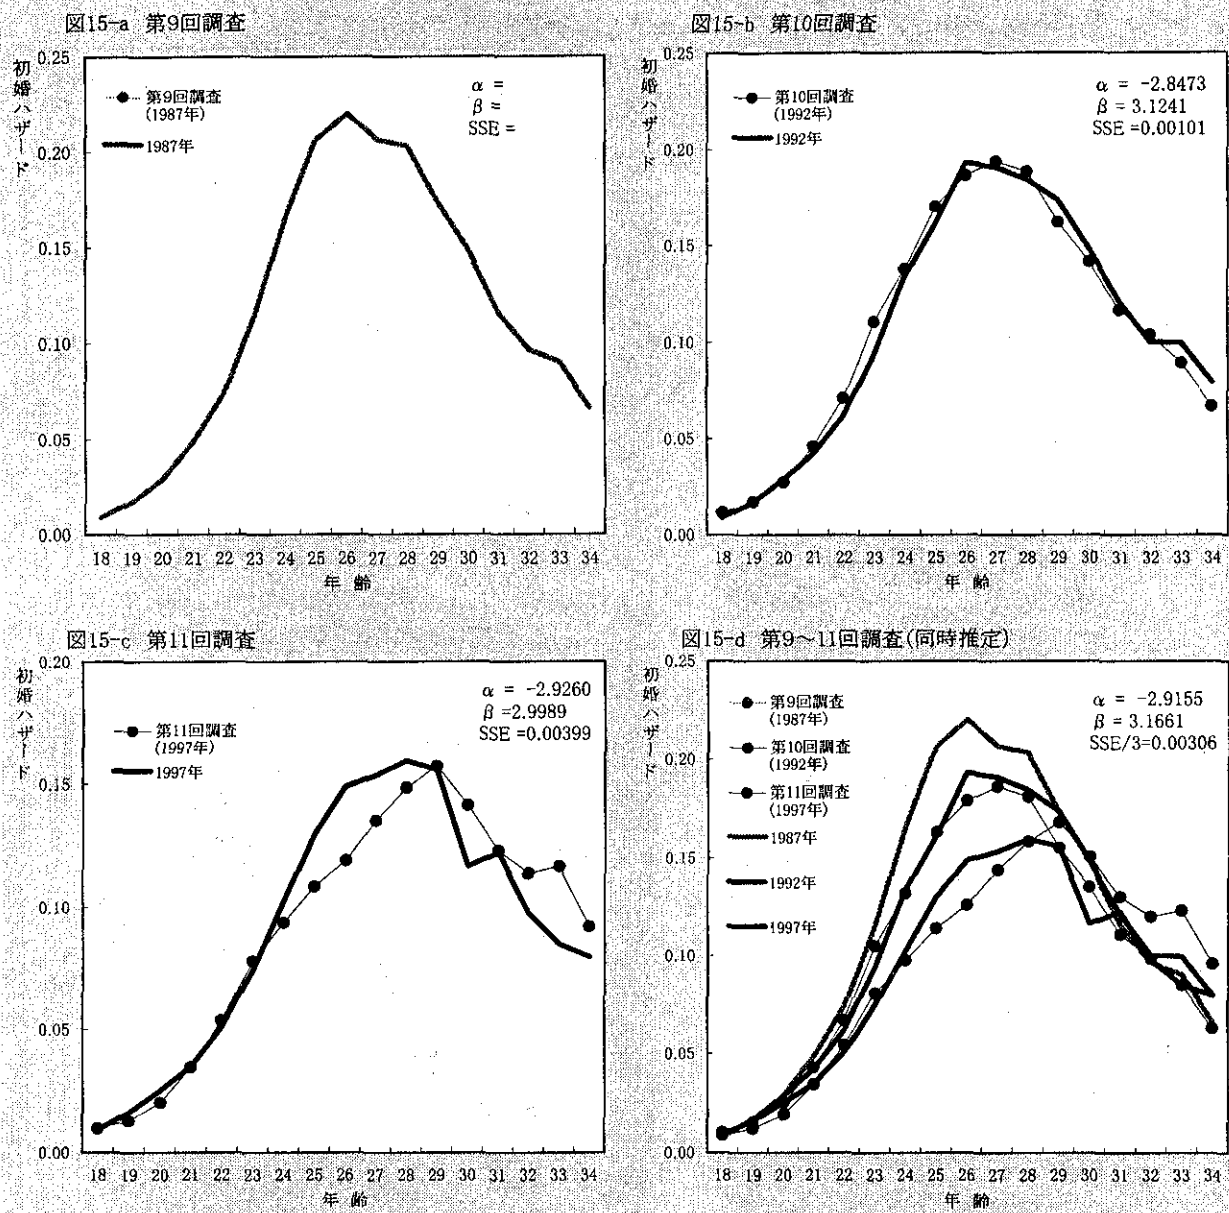 図15-a 第9回調査
初婚ハザード
0.25
0.20
0.15
0.10
0.05
0.00
第9回調査
(1987年)
1987年
α =
β =
SSE =
18 19 20 21 22 23 24 25 26 27 28 29 30 31 32 33 34
年 齢
図15-b 第10回調査
初婚ハザード
0.25
0.20
0.15
0.10
0.05
0.00
第10回調査
(1992年)
1992年
α = -2.8473
β = 3.1241
SSE =0.00101
18 19 20 21 22 23 24 25 26 27 28 29 30 31 32 33 34
年 齢
図15-c 第11回調査
初婚ハザード
0.20
0.15
0.10
0.05
0.00
第11回調査
(1997年)
1997年
α = -2.9260
β =2.9989
SSE =0.00399
18 19 20 21 22 23 24 25 26 27 28 29 30 31 32 33 34
年 齢
図15-d 第9～11回調査(同時推定)
初婚ハザード
0.25
0.20
0.15
0.10
0.05
0.00
第9回調査
(1987年)
第10回調査
(1992年)
第11回調査
(1997年)
1987年
1992年
1997年
α = -2.9155
β = 3.1661
SSE/3=0.00306
18 19 20 21 22 23 24 25 26 27 28 29 30 31 32 33 34
年 齢